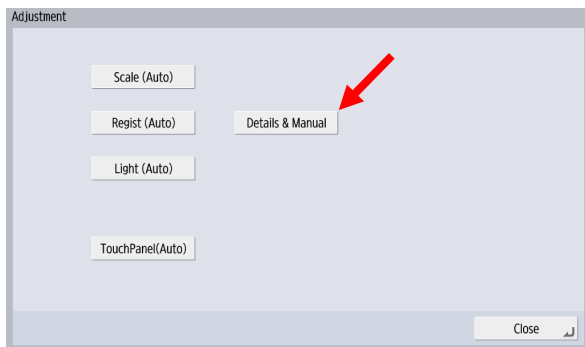 Adjustment
Scale (Auto)
Regist (Auto)
Details & Manual
Light (Auto)
TouchPanel(Auto)
Close